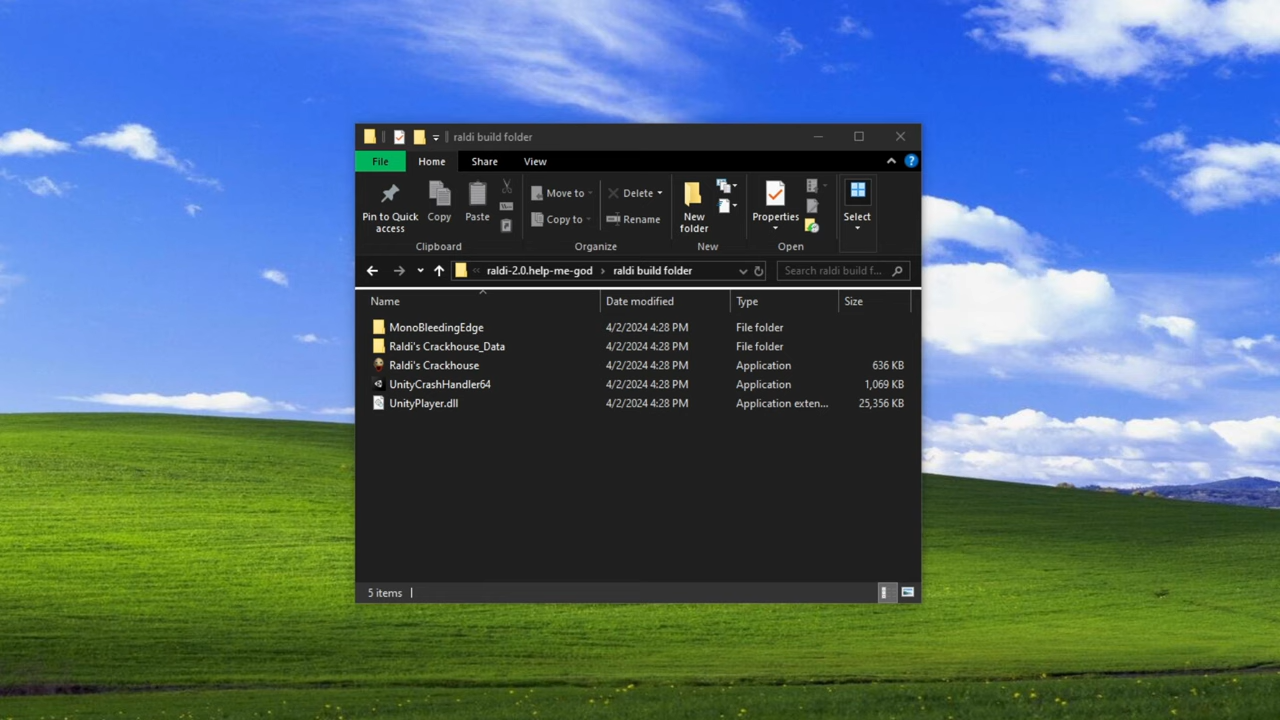 raldi build folder
File Home Share View
Pin to Quick access
Copy
Paste
Clipboard
Move to
Copy to
Delete
Rename
Organize
New folder
New
Properties
Open
Select
raldi-2.0.help-me-god › raldi build folder
Search raldi build f...
Name Date modified Type Size
MonoBleedingEdge 4/2/2024 4:28 PM File folder
Raldi's Crackhouse_Data 4/2/2024 4:28 PM File folder
Raldi's Crackhouse 4/2/2024 4:28 PM Application 636 KB
UnityCrashHandler64 4/2/2024 4:28 PM Application 1,069 KB
UnityPlayer.dll 4/2/2024 4:28 PM Application exten... 25,356 KB
5 items